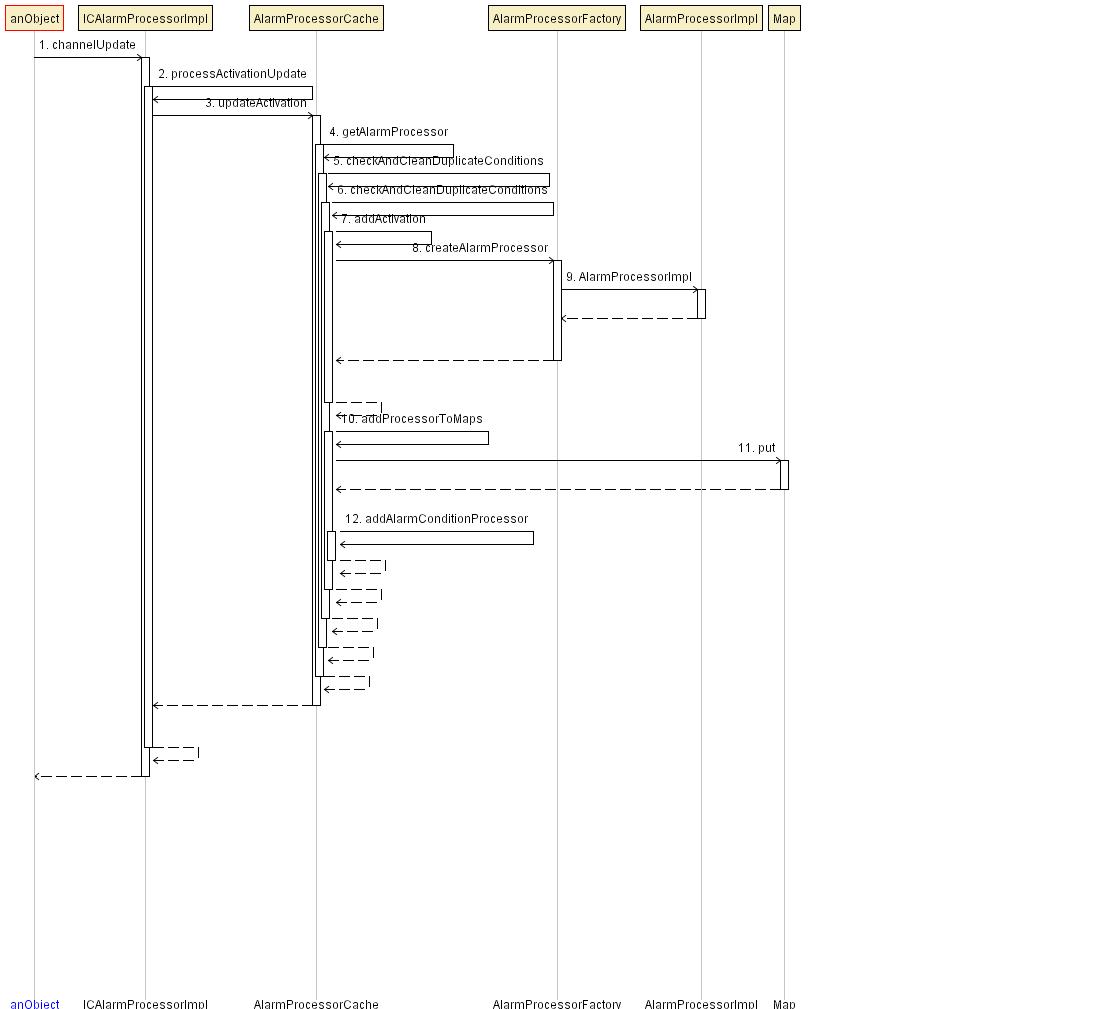 anObject ICAlarmProcessorImpl AlarmProcessorCache AlarmProcessorFactory AlarmProcessorImpl Map
1. channelUpdate
2. processActivationUpdate
3. updateActivation
4. getAlarmProcessor
5. checkAndCleanDuplicateConditions
6. checkAndCleanDuplicateConditions
7. addActivation
8. createAlarmProcessor
9. AlarmProcessorImpl
10. addProcessorToMaps
11. put
12. addAlarmConditionProcessor
anObject ICAlarmProcessorImpl AlarmProcessorCache AlarmProcessorFactory AlarmProcessorImpl Map